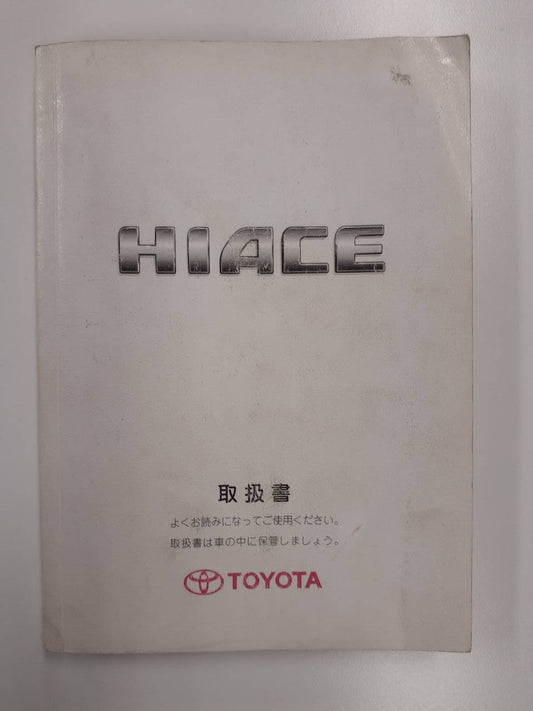 HIACE
取扱書
よくお読みになってご使用ください。
取扱書は車の中に保管しましょう。
TOYOTA